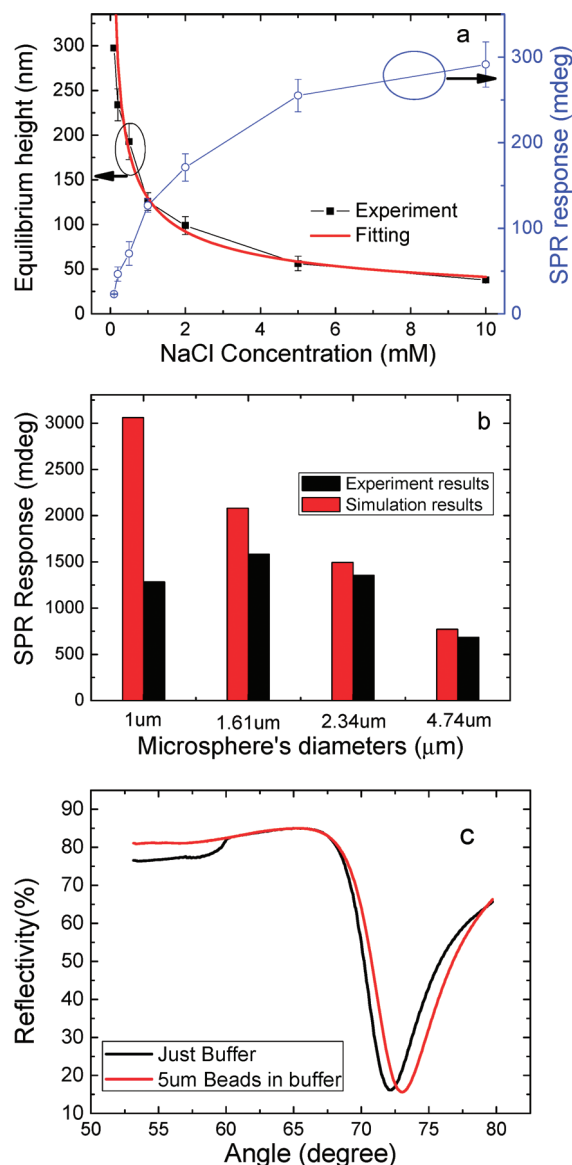 a
Equilibrium height (nm)
300
250
200
150
100
50
0
300
200
100
0
SPR response (mdeg)
Experiment
Fitting
0 2 4 6 8 10
NaCl Concentration (mM)
b
SPR Response (mdeg)
3000
2500
2000
1500
1000
500
0
Experiment results
Simulation results
1um 1.61um 2.34um 4.74um
Microsphere's diameters (μm)
c
Reflectivity(%)
90
80
70
60
50
40
30
20
10
Just Buffer
5um Beads in buffer
50 55 60 65 70 75 80
Angle (degree)